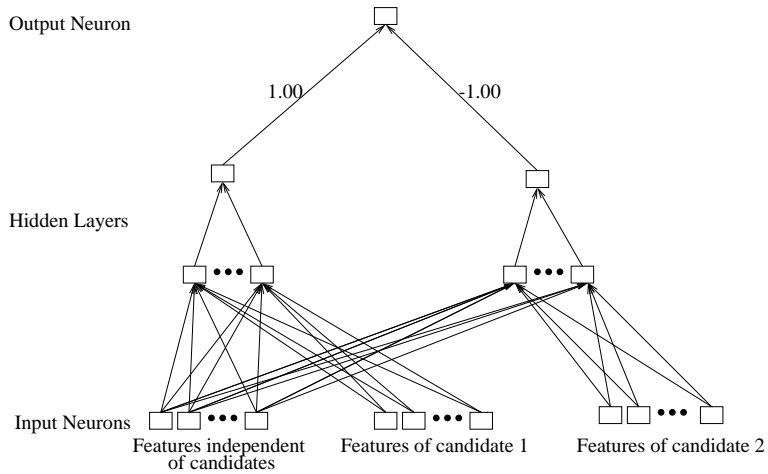 Output Neuron
1.00
-1.00
Hidden Layers
Input Neurons
Features independent
of candidates
Features of candidate 1
Features of candidate 2